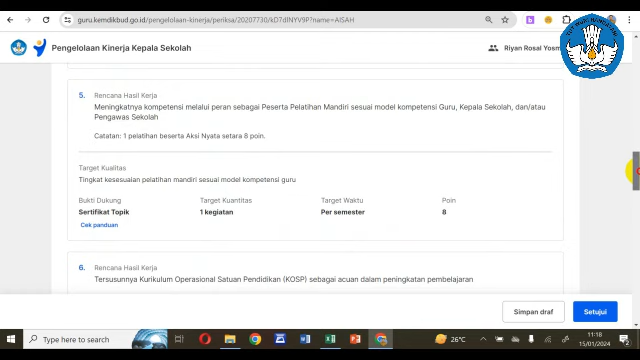 guru.kemdikbud.go.id/pengelolaan-kinerja/periksa/20207730/kD7dlNYV9P?name=AISAH
Pengelolaan Kinerja Kepala Sekolah
Riyan Rosal Yosm
5. Rencana Hasil Kerja
Meningkatnya kompetensi melalui peran sebagai Peserta Pelatihan Mandiri sesuai model kompetensi Guru, Kepala Sekolah, dan/atau
Pengawas Sekolah
Catatan: 1 pelatihan beserta Aksi Nyata setara 8 poin.
Target Kualitas
Tingkat kesesuaian pelatihan mandiri sesuai model kompetensi guru
Bukti Dukung Target Kuantitas Target Waktu Poin
Sertifikat Topik 1 kegiatan Per semester 8
Cek panduan
6. Rencana Hasil Kerja
Tersusunnya Kurikulum Operasional Satuan Pendidikan (KOSP) sebagai acuan dalam peningkatan pembelajaran
Simpan draf Setujui
Type here to search
26°C
11:18
15/01/2024